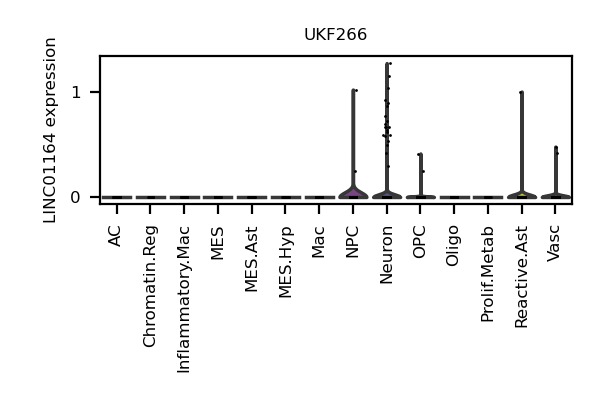 UKF266
LINC01164 expression
1
0
AC
Chromatin.Reg
Inflammatory.Mac
MES
MES.Ast
MES.Hyp
Mac
NPC
Neuron
OPC
Oligo
Prolif.Metab
Reactive.Ast
Vasc